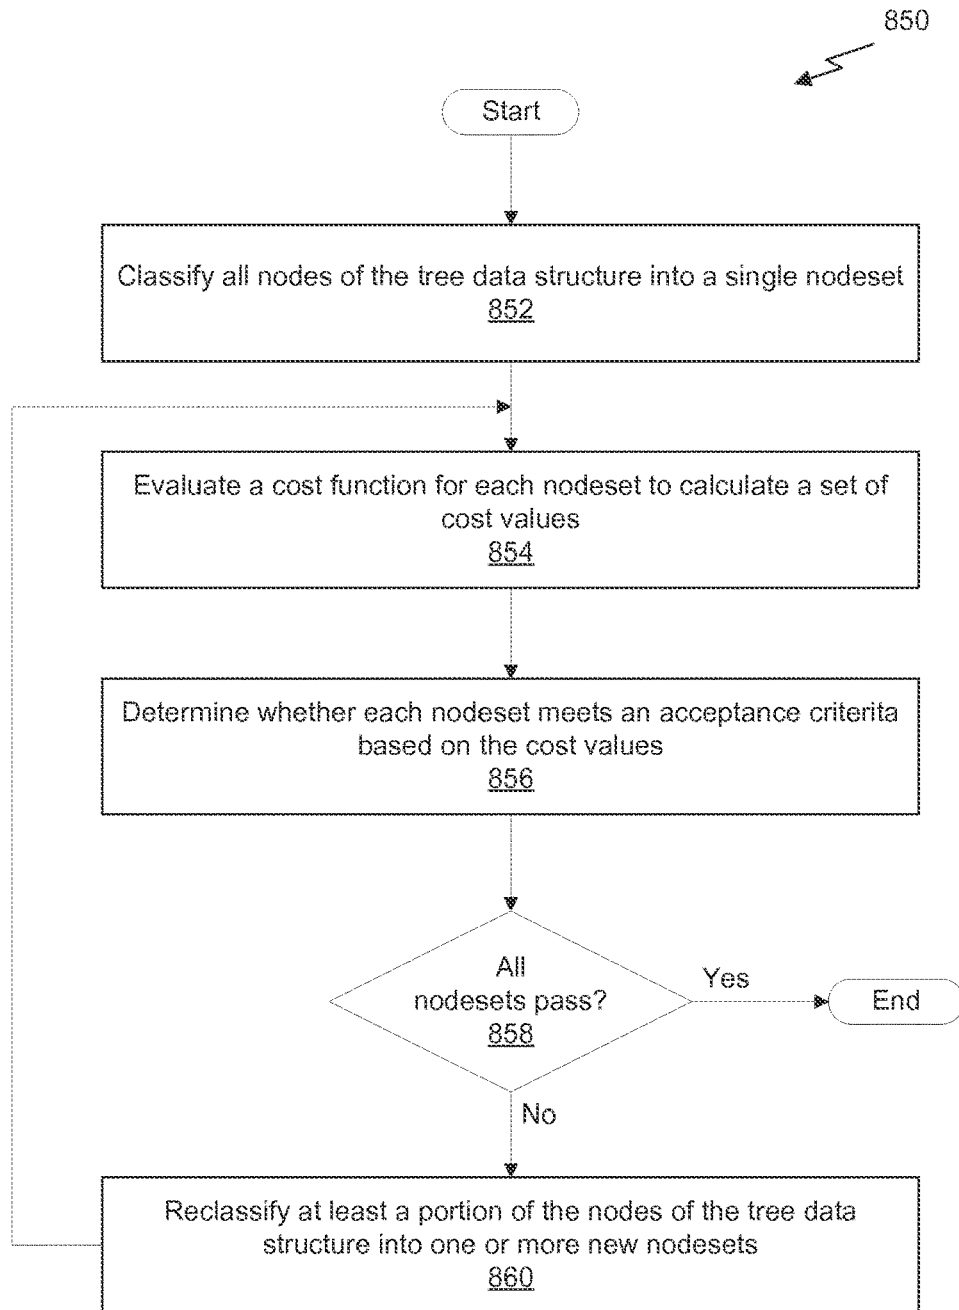 850
Start
Classify all nodes of the tree data structure into a single nodeset
852
Evaluate a cost function for each nodeset to calculate a set of
cost values
854
Determine whether each nodeset meets an acceptance criterita
based on the cost values
856
All
nodesets pass?
858
Yes
End
No
Reclassify at least a portion of the nodes of the tree data
structure into one or more new nodesets
860